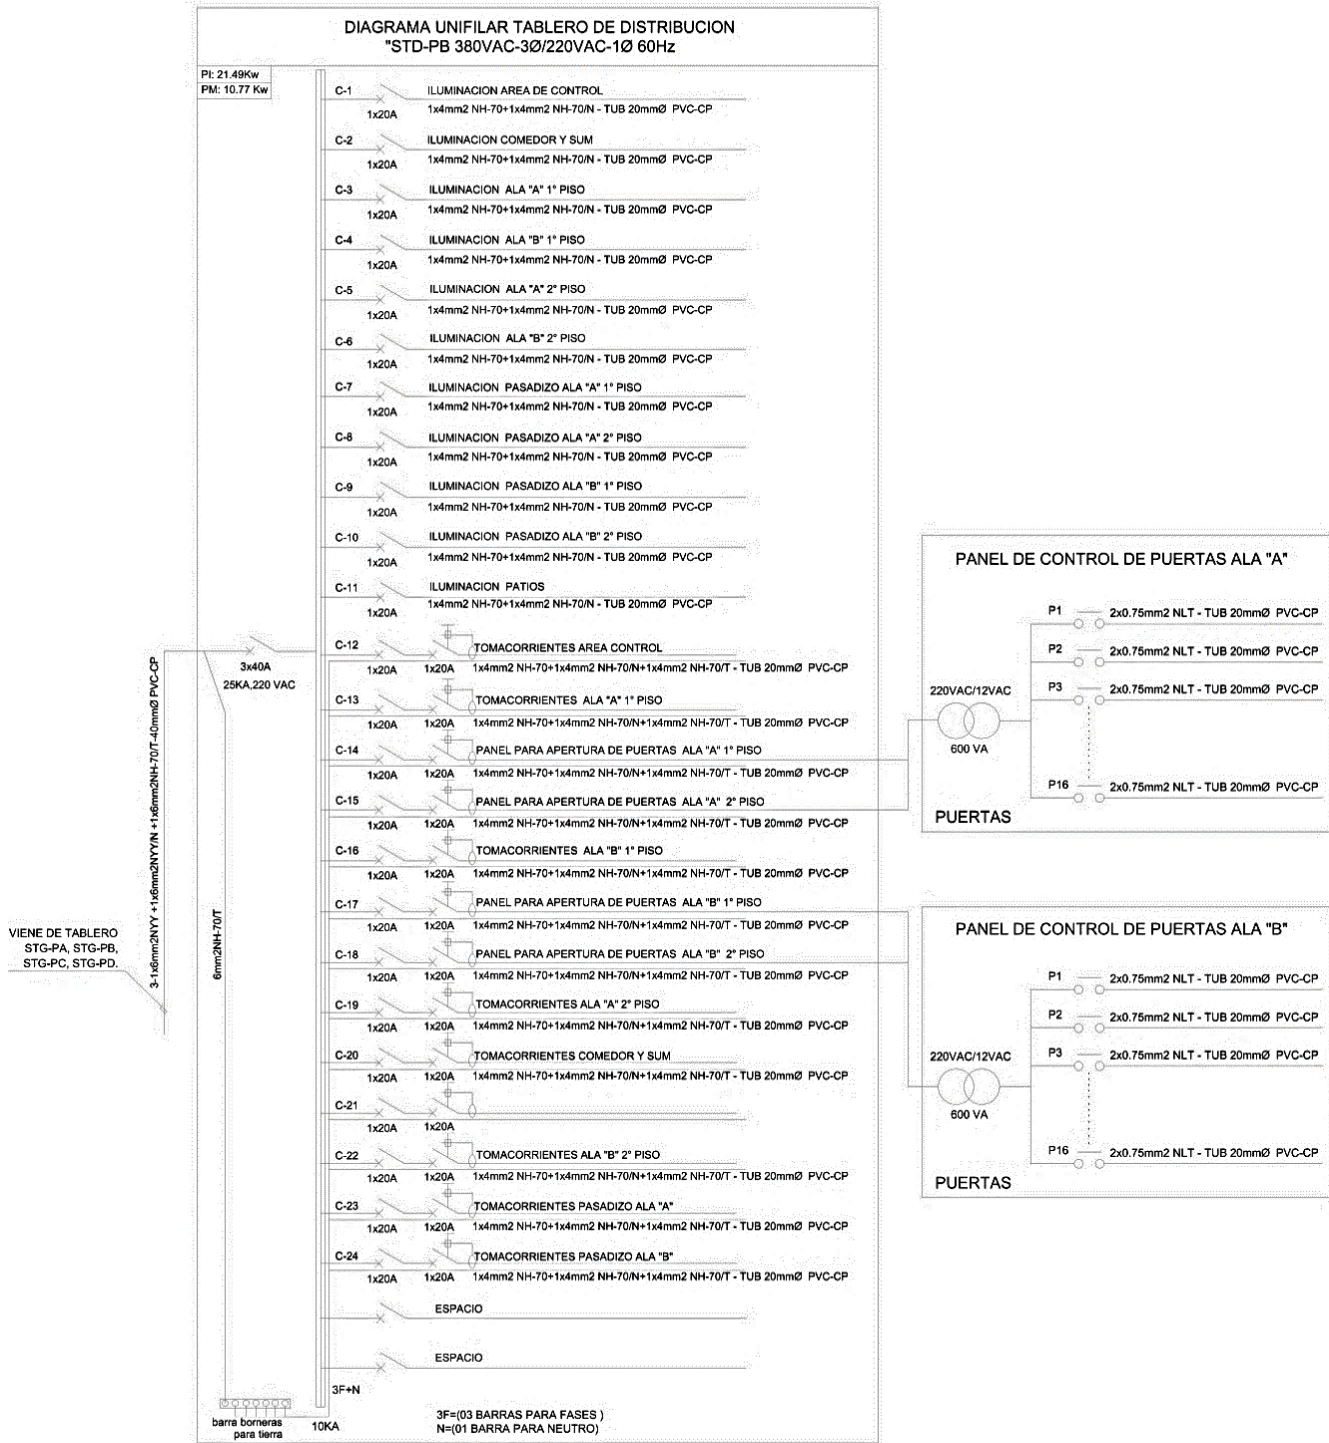 DIAGRAMA UNIFILAR TABLERO DE DISTRIBUCION
"STD-PB 380VAC-3Ø/220VAC-1Ø 60Hz
PI: 21.49Kw
PM: 10.77 Kw
C-1 ILUMINACION AREA DE CONTROL
1x20A 1x4mm2 NH-70+1x4mm2 NH-70/N - TUB 20mmØ PVC-CP
C-2 ILUMINACION COMEDOR Y SUM
1x20A 1x4mm2 NH-70+1x4mm2 NH-70/N - TUB 20mmØ PVC-CP
C-3 ILUMINACION ALA "A" 1° PISO
1x20A 1x4mm2 NH-70+1x4mm2 NH-70/N - TUB 20mmØ PVC-CP
C-4 ILUMINACION ALA "B" 1° PISO
1x20A 1x4mm2 NH-70+1x4mm2 NH-70/N - TUB 20mmØ PVC-CP
C-5 ILUMINACION ALA "A" 2° PISO
1x20A 1x4mm2 NH-70+1x4mm2 NH-70/N - TUB 20mmØ PVC-CP
C-6 ILUMINACION ALA "B" 2° PISO
1x20A 1x4mm2 NH-70+1x4mm2 NH-70/N - TUB 20mmØ PVC-CP
C-7 ILUMINACION PASADIZO ALA "A" 1° PISO
1x20A 1x4mm2 NH-70+1x4mm2 NH-70/N - TUB 20mmØ PVC-CP
C-8 ILUMINACION PASADIZO ALA "A" 2° PISO
1x20A 1x4mm2 NH-70+1x4mm2 NH-70/N - TUB 20mmØ PVC-CP
C-9 ILUMINACION PASADIZO ALA "B" 1° PISO
1x20A 1x4mm2 NH-70+1x4mm2 NH-70/N - TUB 20mmØ PVC-CP
C-10 ILUMINACION PASADIZO ALA "B" 2° PISO
1x20A 1x4mm2 NH-70+1x4mm2 NH-70/N - TUB 20mmØ PVC-CP
C-11 ILUMINACION PATIOS
1x20A 1x4mm2 NH-70+1x4mm2 NH-70/N - TUB 20mmØ PVC-CP
C-12 TOMACORRIENTES AREA CONTROL
1x20A 1x20A 1x4mm2 NH-70+1x4mm2 NH-70/N+1x4mm2 NH-70/T - TUB 20mmØ PVC-CP
C-13 TOMACORRIENTES ALA "A" 1° PISO
1x20A 1x20A 1x4mm2 NH-70+1x4mm2 NH-70/N+1x4mm2 NH-70/T - TUB 20mmØ PVC-CP
C-14 PANEL PARA APERTURA DE PUERTAS ALA "A" 1° PISO
1x20A 1x20A 1x4mm2 NH-70+1x4mm2 NH-70/N+1x4mm2 NH-70/T - TUB 20mmØ PVC-CP
C-15 PANEL PARA APERTURA DE PUERTAS ALA "A" 2° PISO
1x20A 1x20A 1x4mm2 NH-70+1x4mm2 NH-70/N+1x4mm2 NH-70/T - TUB 20mmØ PVC-CP
C-16 TOMACORRIENTES ALA "B" 1° PISO
1x20A 1x20A 1x4mm2 NH-70+1x4mm2 NH-70/N+1x4mm2 NH-70/T - TUB 20mmØ PVC-CP
C-17 PANEL PARA APERTURA DE PUERTAS ALA "B" 1° PISO
1x20A 1x20A 1x4mm2 NH-70+1x4mm2 NH-70/N+1x4mm2 NH-70/T - TUB 20mmØ PVC-CP
C-18 PANEL PARA APERTURA DE PUERTAS ALA "B" 2° PISO
1x20A 1x20A 1x4mm2 NH-70+1x4mm2 NH-70/N+1x4mm2 NH-70/T - TUB 20mmØ PVC-CP
C-19 TOMACORRIENTES ALA "A" 2° PISO
1x20A 1x20A 1x4mm2 NH-70+1x4mm2 NH-70/N+1x4mm2 NH-70/T - TUB 20mmØ PVC-CP
C-20 TOMACORRIENTES COMEDOR Y SUM
1x20A 1x20A 1x4mm2 NH-70+1x4mm2 NH-70/N+1x4mm2 NH-70/T - TUB 20mmØ PVC-CP
C-21
1x20A 1x20A
C-22 TOMACORRIENTES ALA "B" 2° PISO
1x20A 1x20A 1x4mm2 NH-70+1x4mm2 NH-70/N+1x4mm2 NH-70/T - TUB 20mmØ PVC-CP
C-23 TOMACORRIENTES PASADIZO ALA "A"
1x20A 1x20A 1x4mm2 NH-70+1x4mm2 NH-70/N+1x4mm2 NH-70/T - TUB 20mmØ PVC-CP
C-24 TOMACORRIENTES PASADIZO ALA "B"
1x20A 1x20A 1x4mm2 NH-70+1x4mm2 NH-70/N+1x4mm2 NH-70/T - TUB 20mmØ PVC-CP
ESPACIO
ESPACIO
3F+N
10KA
3F=(03 BARRAS PARA FASES )
N=(01 BARRA PARA NEUTRO)
barra borneras
para tierra
3x40A
25KA,220 VAC
3-1x6mm2NYY +1x6mm2NYY/N +1x6mm2NH-70/T-40mmØ PVC-CP
6mm2NH-70/T
VIENE DE TABLERO
STG-PA, STG-PB,
STG-PC, STG-PD.
PANEL DE CONTROL DE PUERTAS ALA "A"
P1 2x0.75mm2 NLT - TUB 20mmØ PVC-CP
P2 2x0.75mm2 NLT - TUB 20mmØ PVC-CP
P3 2x0.75mm2 NLT - TUB 20mmØ PVC-CP
220VAC/12VAC
600 VA
P16 2x0.75mm2 NLT - TUB 20mmØ PVC-CP
PUERTAS
PANEL DE CONTROL DE PUERTAS ALA "B"
P1 2x0.75mm2 NLT - TUB 20mmØ PVC-CP
P2 2x0.75mm2 NLT - TUB 20mmØ PVC-CP
P3 2x0.75mm2 NLT - TUB 20mmØ PVC-CP
220VAC/12VAC
600 VA
P16 2x0.75mm2 NLT - TUB 20mmØ PVC-CP
PUERTAS